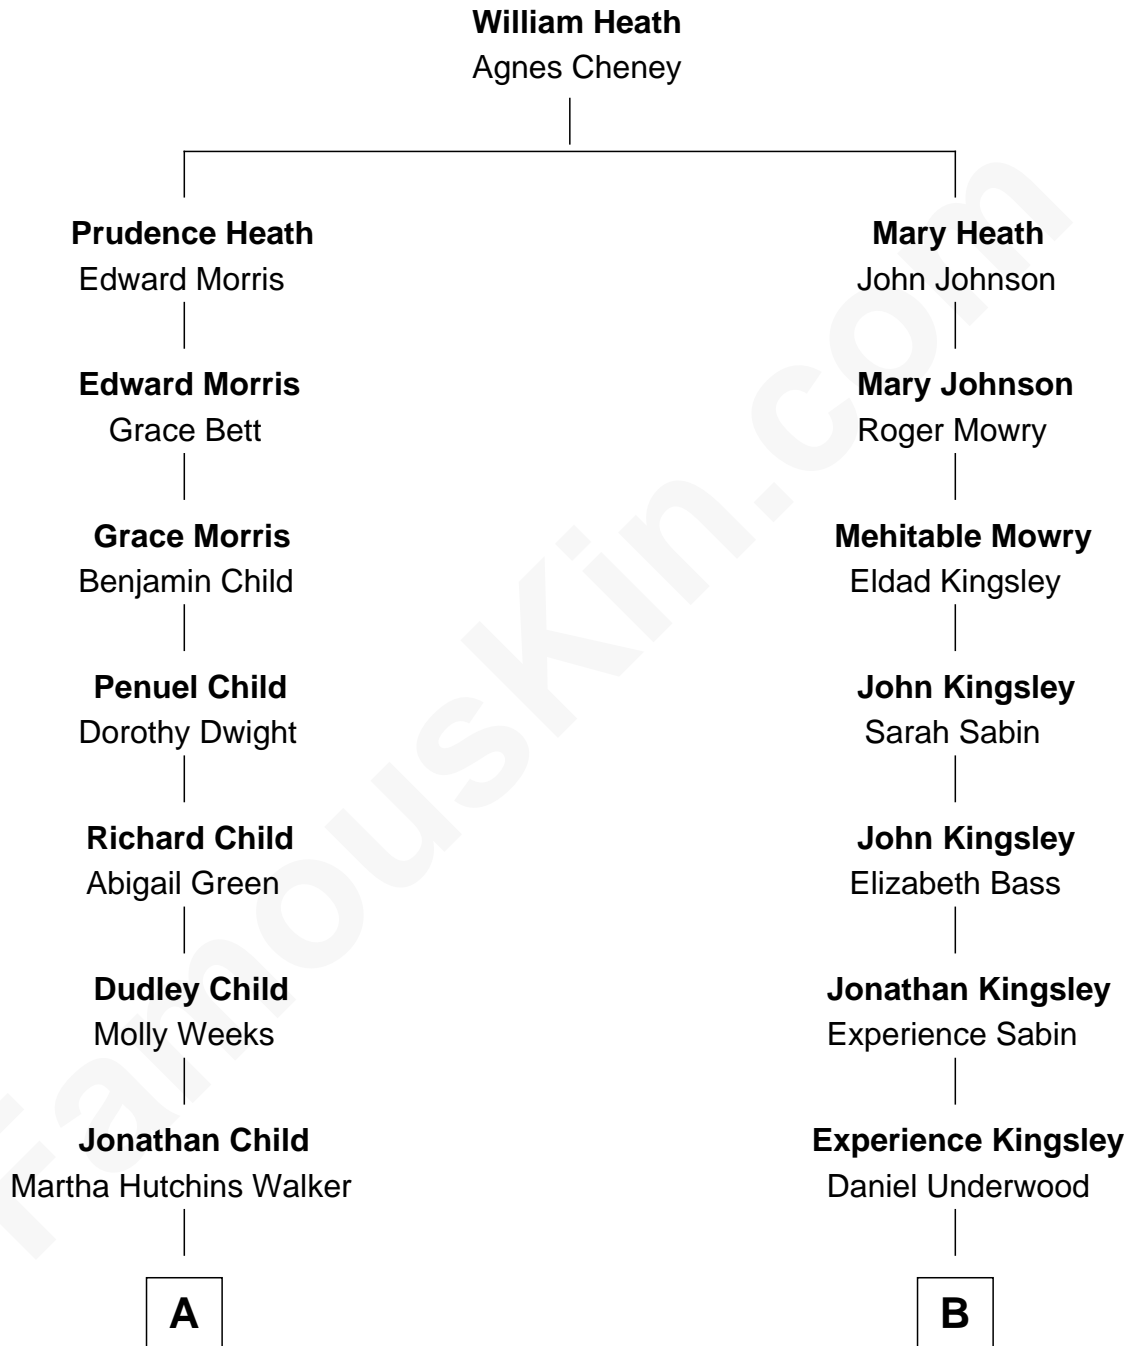 William Heath
Agnes Cheney
Prudence Heath
Edward Morris
Edward Morris
Grace Bett
Grace Morris
Benjamin Child
Penuel Child
Dorothy Dwight
Richard Child
Abigail Green
Dudley Child
Molly Weeks
Jonathan Child
Martha Hutchins Walker
A
Mary Heath
John Johnson
Mary Johnson
Roger Mowry
Mehitable Mowry
Eldad Kingsley
John Kingsley
Sarah Sabin
John Kingsley
Elizabeth Bass
Jonathan Kingsley
Experience Sabin
Experience Kingsley
Daniel Underwood
B
FamousKin.com